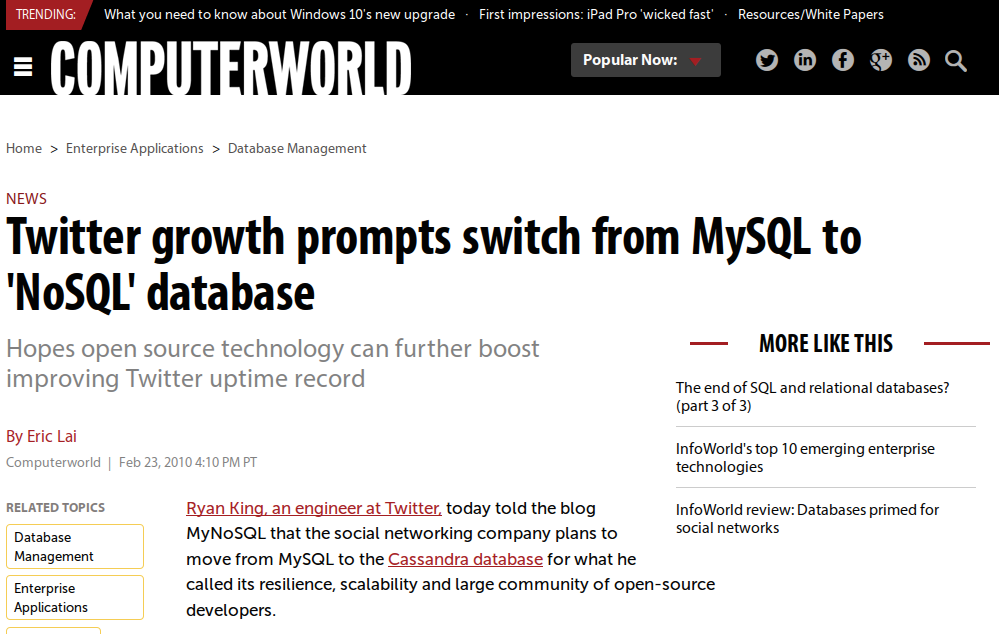 TRENDING: What you need to know about Windows 10's new upgrade · First impressions: iPad Pro 'wicked fast' · Resources/White Papers
COMPUTERWORLD
Popular Now:
Home > Enterprise Applications > Database Management
NEWS
Twitter growth prompts switch from MySQL to
'NoSQL' database
Hopes open source technology can further boost
improving Twitter uptime record
By Eric Lai
Computerworld | Feb 23, 2010 4:10 PM PT
RELATED TOPICS
Database
Management
Enterprise
Applications
Ryan King, an engineer at Twitter, today told the blog
MyNoSQL that the social networking company plans to
move from MySQL to the Cassandra database for what he
called its resilience, scalability and large community of open-source
developers.
MORE LIKE THIS
The end of SQL and relational databases?
(part 3 of 3)
InfoWorld's top 10 emerging enterprise
technologies
InfoWorld review: Databases primed for
social networks